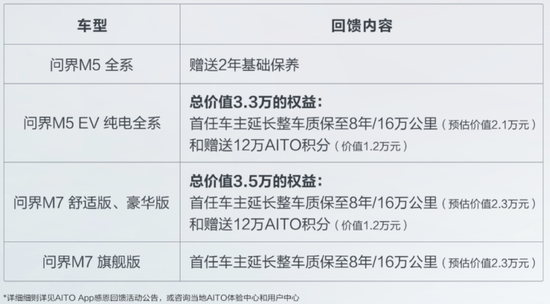 车型
回馈内容
问界M5 全系
赠送2年基础保养
问界M5 EV 纯电全系
总价值3.3万的权益：
首任车主延长整车质保至8年/16万公里（预估价值2.1万元）
和赠送12万AITO积分（价值1.2万元）
问界M7 舒适版、豪华版
总价值3.5万的权益：
首任车主延长整车质保至8年/16万公里（预估价值2.3万元）
和赠送12万AITO积分（价值1.2万元）
问界M7 旗舰版
首任车主延长整车质保至8年/16万公里（预估价值2.3万元）
*详细细则详见AITO App感恩回馈活动公告，或咨询当地AITO体验中心和用户中心